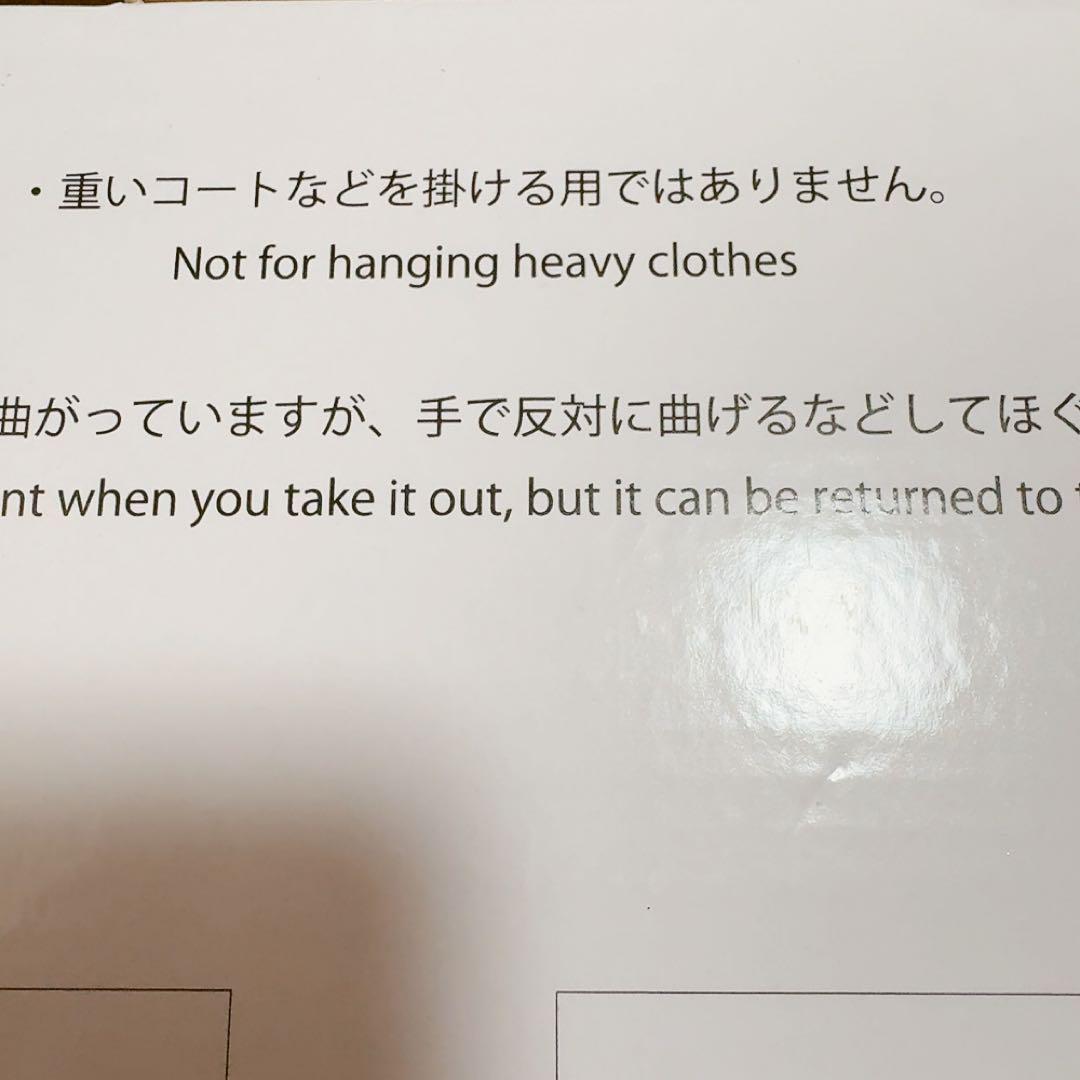 ・重いコートなどを掛ける用ではありません。
Not for hanging heavy clothes
曲がっていますが、手で反対に曲げるなどしてほぐ
nt when you take it out, but it can be returned to